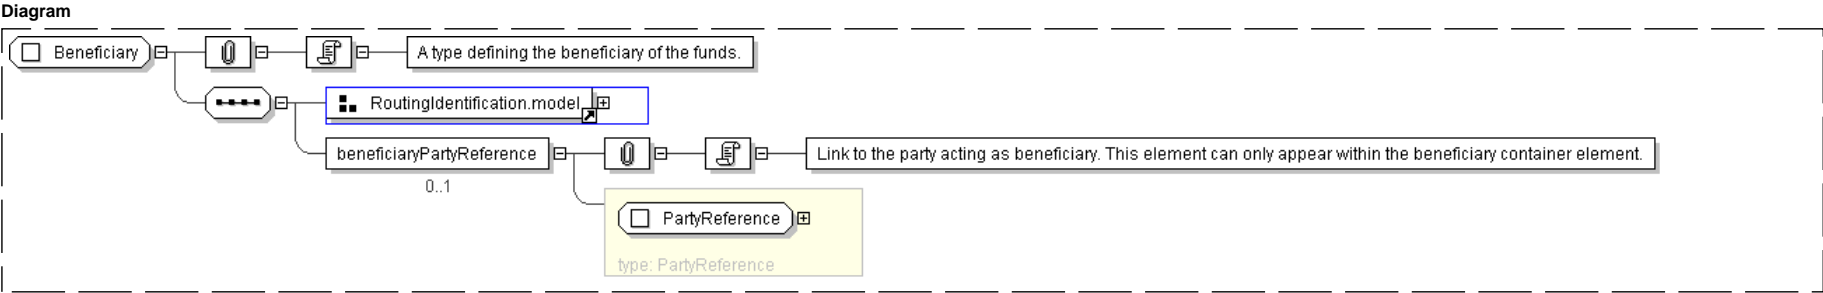 Diagram
Beneficiary
A type defining the beneficiary of the funds.
RoutingIdentification.model
beneficiaryPartyReference
Link to the party acting as beneficiary. This element can only appear within the beneficiary container element.
0..1
PartyReference
type: PartyReference